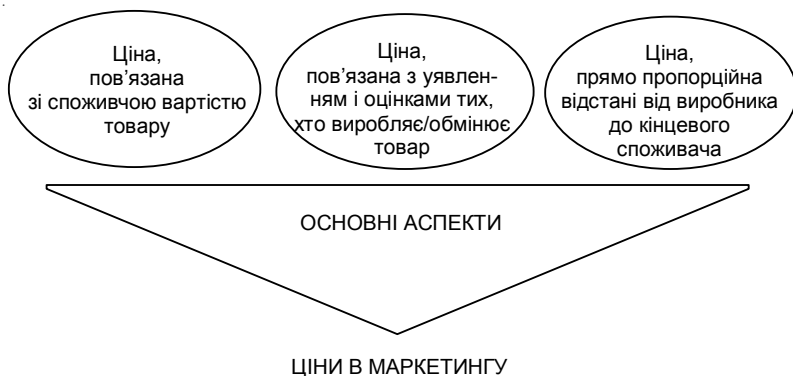 Ціна,
пов’язана
зі споживчою вартістю
товару
Ціна,
пов’язана з уявлен-
ням і оцінками тих,
хто виробляє/обмінює
товар
Ціна,
прямо пропорційна
відстані від виробника
до кінцевого
споживача
ОСНОВНІ АСПЕКТИ
ЦІНИ В МАРКЕТИНГУ